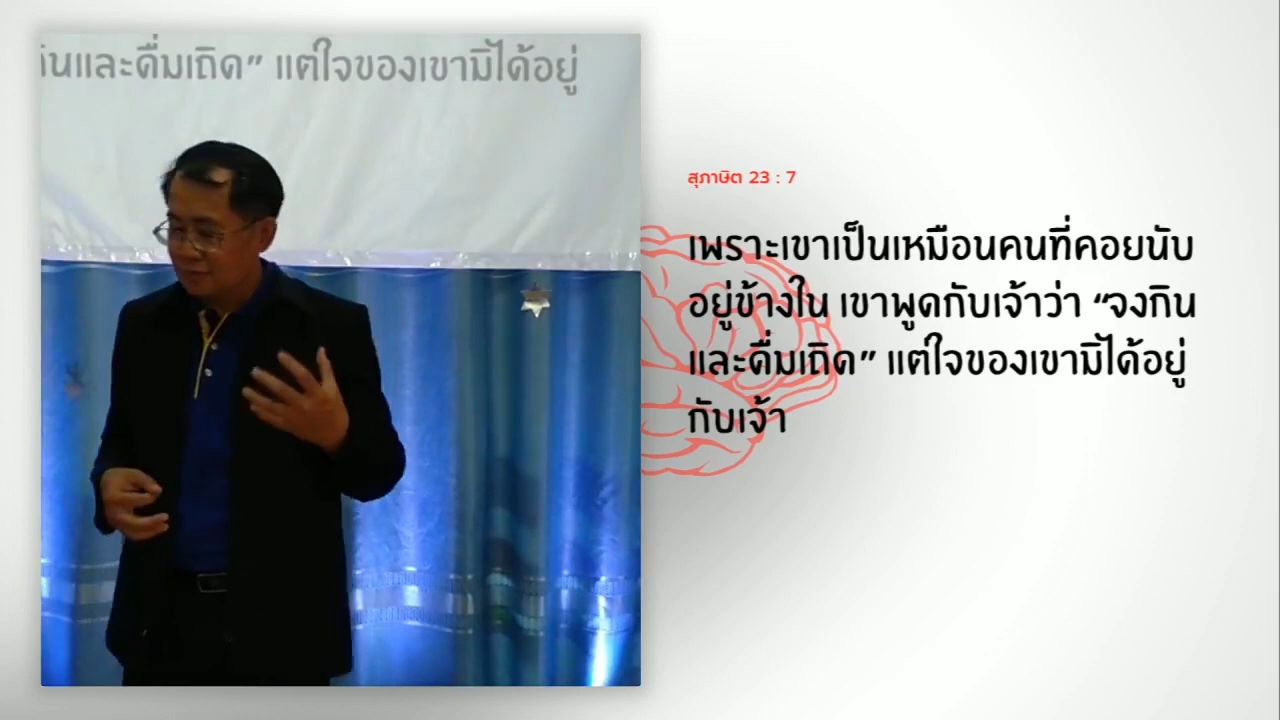 กินและดื่มเถิด” แต่ใจของเขามิได้อยู่
สุภาษิต 23 : 7
เพราะเขาเป็นเหมือนคนที่คอยนับ
อยู่ข้างใน เขาพูดกับเจ้าว่า “จงกิน
และดื่มเถิด” แต่ใจของเขามิได้อยู่
กับเจ้า